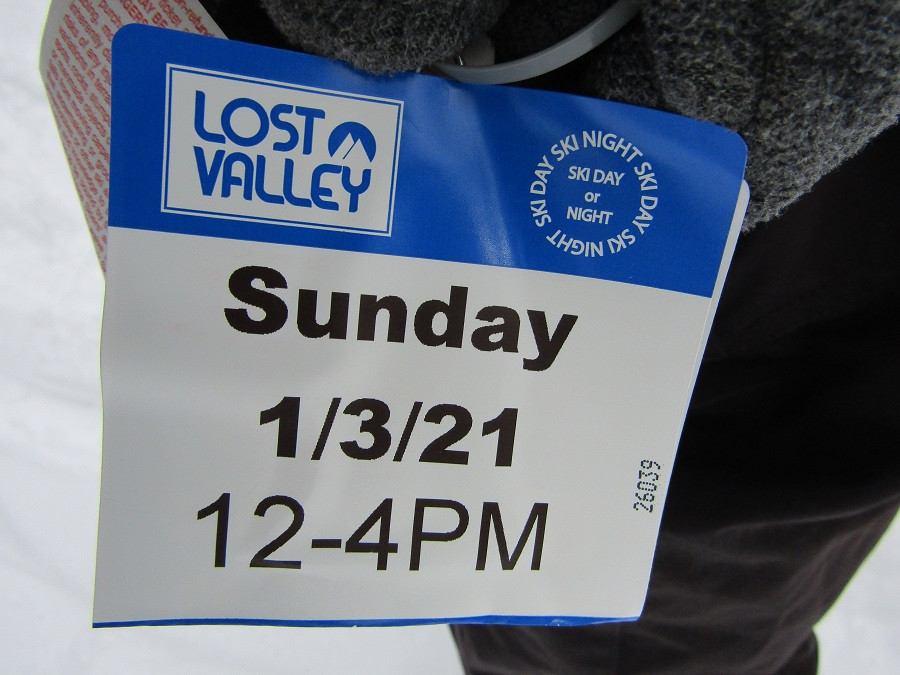 LOST
VALLEY
SKI DAY SKI NIGHT SKI DAY SKI NIGHT
SKI DAY
or
NIGHT
Sunday
1/3/21
12-4PM
26039